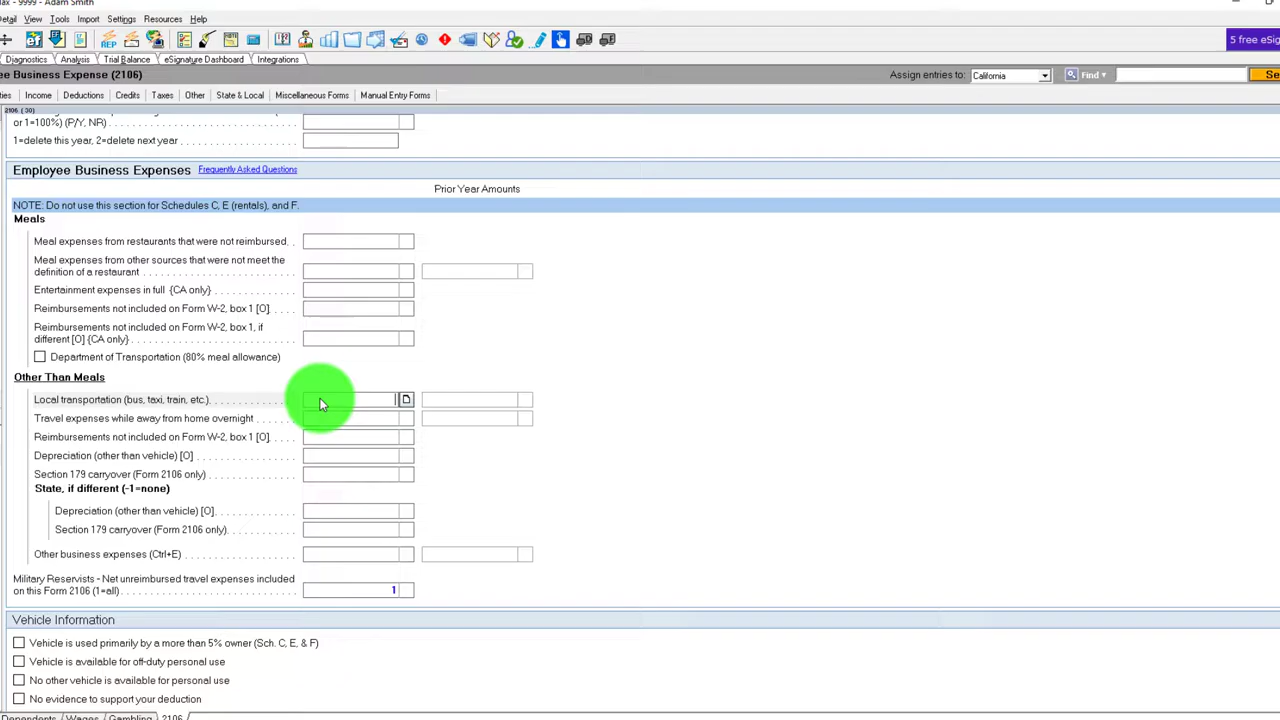 ax - 9999 - Adam Smith
Detail View Tools Import Settings Resources Help
5 free eSig
Diagnostics Analysis Trial Balance eSignature Dashboard Integrations
ee Business Expense (2106) Assign entries to: California Find
Income Deductions Credits Taxes Other State & Local Miscellaneous Forms Manual Entry Forms
2106 (30)
or 1=100%) (P/Y, NR)
1=delete this year, 2=delete next year
Employee Business Expenses Frequently Asked Questions
Prior Year Amounts
NOTE: Do not use this section for Schedules C, E (rentals), and F.
Meals
Meal expenses from restaurants that were not reimbursed.
Meal expenses from other sources that were not meet the
definition of a restaurant
Entertainment expenses in full {CA only}
Reimbursements not included on Form W-2, box 1 [O]
Reimbursements not included on Form W-2, box 1, if
different [O] {CA only}
Department of Transportation (80% meal allowance)
Other Than Meals
Local transportation (bus, taxi, train, etc.)
Travel expenses while away from home overnight
Reimbursements not included on Form W-2, box 1 [O]
Depreciation (other than vehicle) [O]
Section 179 carryover (Form 2106 only)
State, if different (-1=none)
Depreciation (other than vehicle) [O]
Section 179 carryover (Form 2106 only)
Other business expenses (Ctrl+E)
Military Reservists - Net unreimbursed travel expenses included
on this Form 2106 (1=all) 1
Vehicle Information
Vehicle is used primarily by a more than 5% owner (Sch. C, E, & F)
Vehicle is available for off-duty personal use
No other vehicle is available for personal use
No evidence to support your deduction
Dependents Wages Gambling 2106